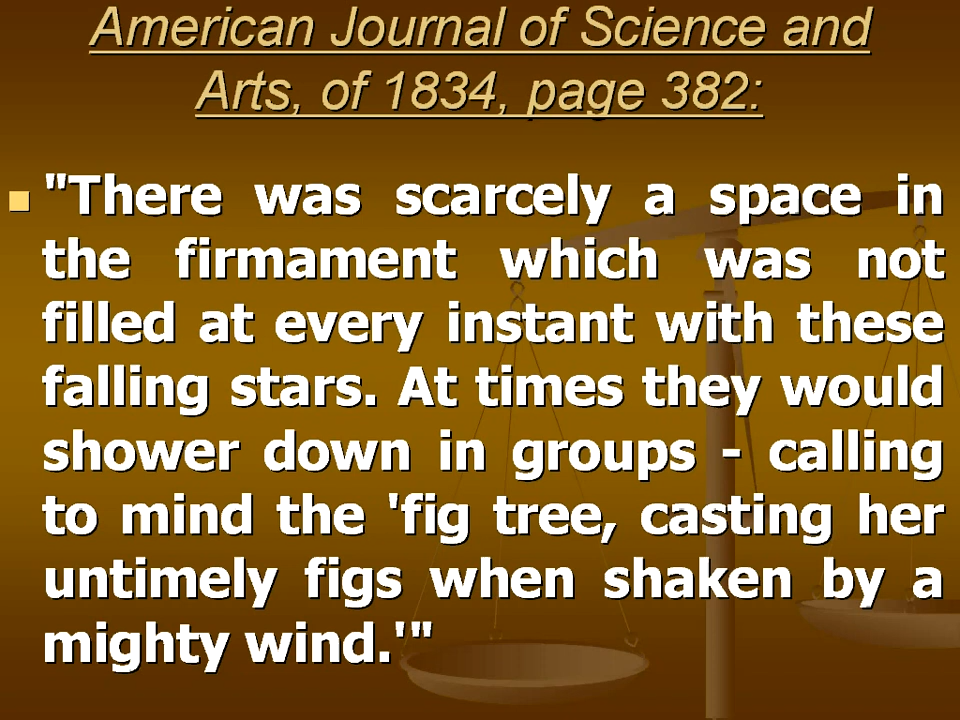 American Journal of Science and
Arts, of 1834, page 382:
"There was scarcely a space in
the firmament which was not
filled at every instant with these
falling stars. At times they would
shower down in groups - calling
to mind the 'fig tree, casting her
untimely figs when shaken by a
mighty wind.'"